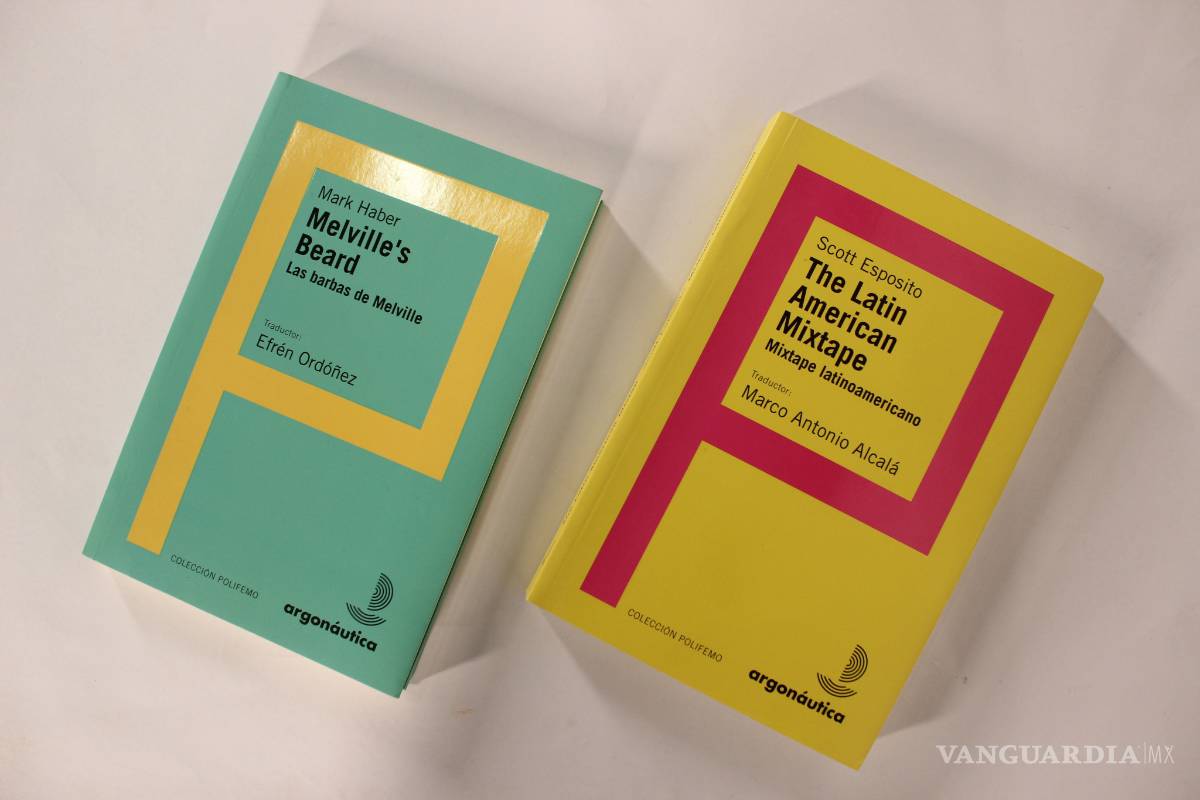 Mark Haber
Melville's
Beard
Las barbas de Melville
Traductor:
Efrén Ordóñez
COLECCIÓN POLIFEMO
argonáutica
Scott Esposito
The Latin
American
Mixtape
Mixtape latinoamericano
Traductor:
Marco Antonio Alcalá
COLECCIÓN POLIFEMO
argonáutica
VANGUARDIA|MX